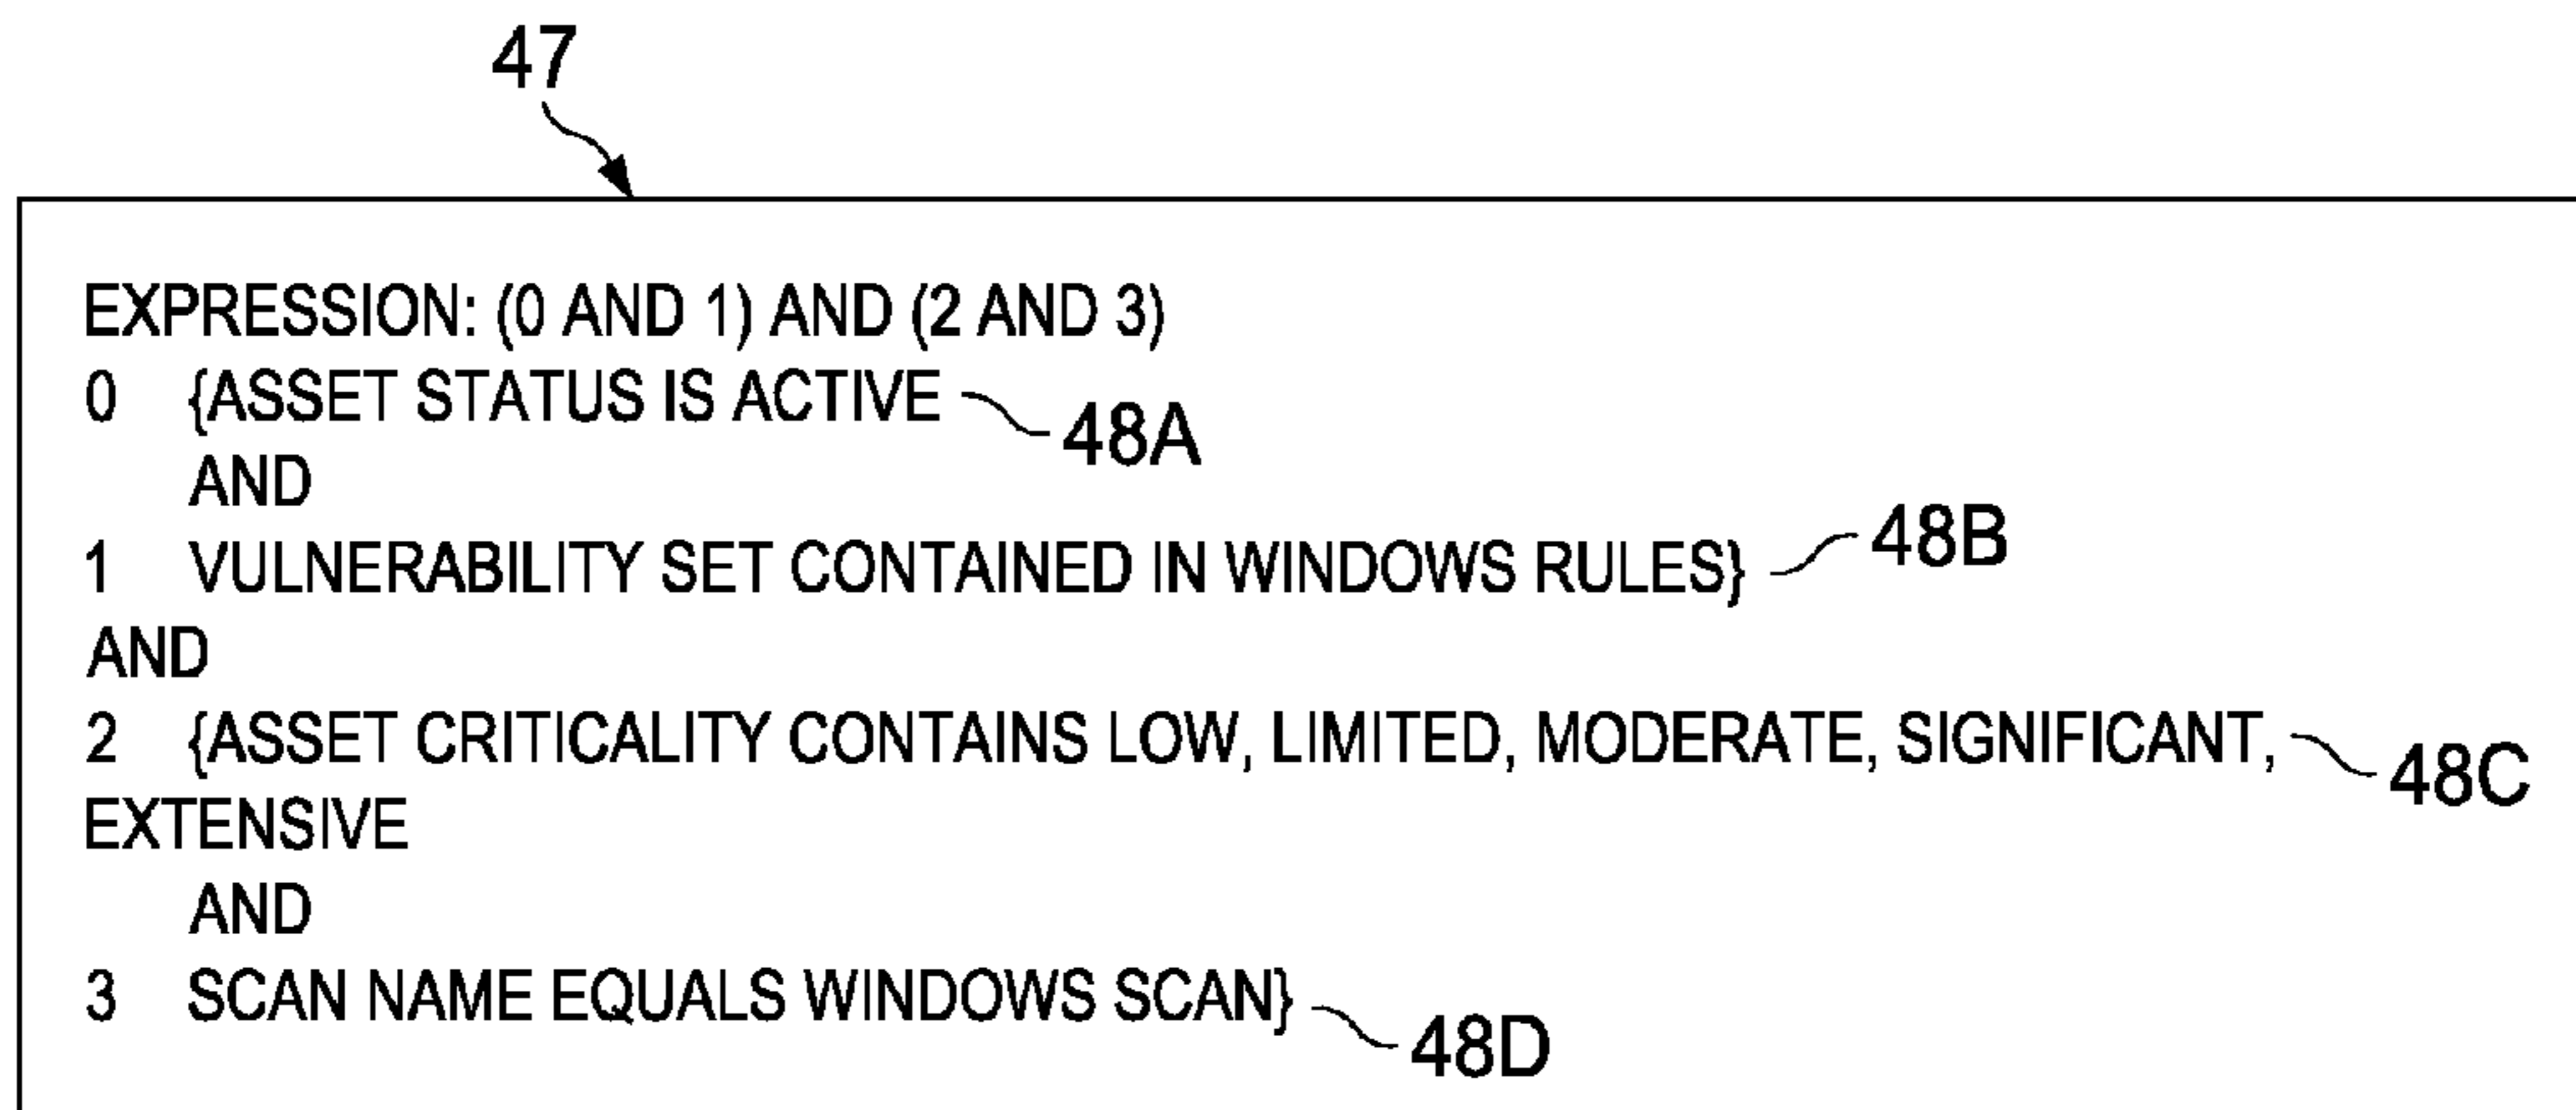 47
EXPRESSION: (0 AND 1) AND (2 AND 3)
0 {ASSET STATUS IS ACTIVE 48A
AND
1 VULNERABILITY SET CONTAINED IN WINDOWS RULES} 48B
AND
2 {ASSET CRITICALITY CONTAINS LOW, LIMITED, MODERATE, SIGNIFICANT, 48C
EXTENSIVE
AND
3 SCAN NAME EQUALS WINDOWS SCAN} 48D